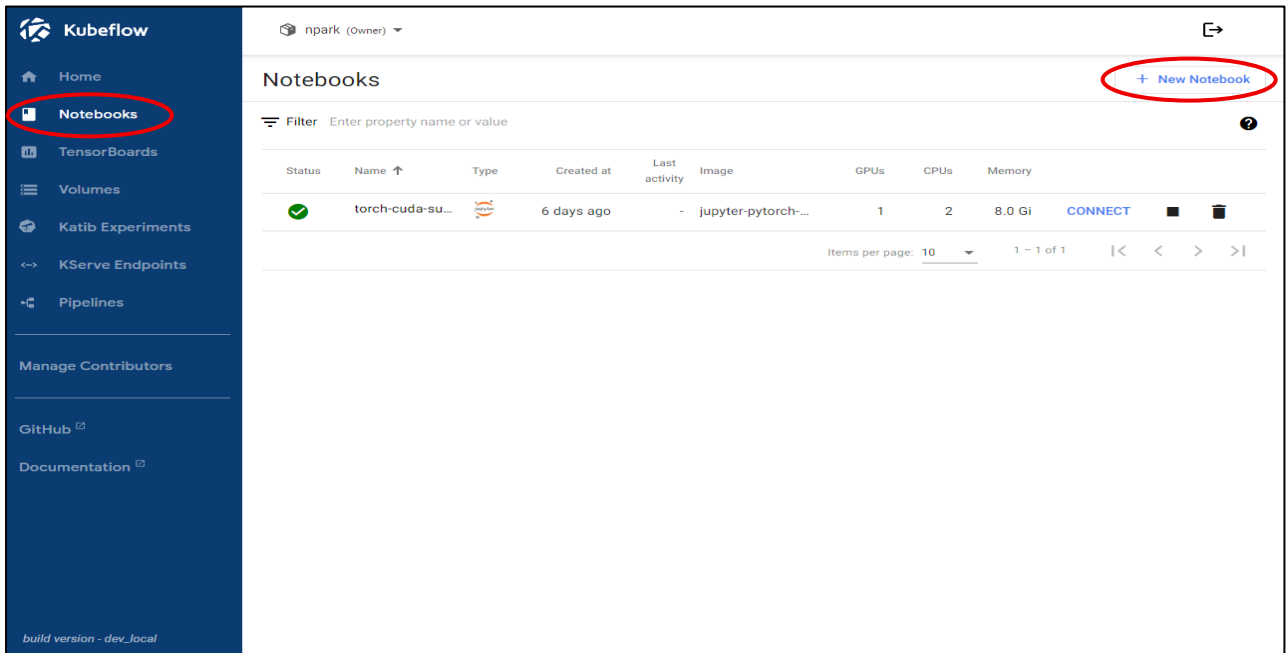 Kubeflow
npark (Owner)
Home
Notebooks
TensorBoards
Volumes
Katib Experiments
KServe Endpoints
Pipelines
Manage Contributors
GitHub
Documentation
build version - dev_local
Notebooks
+ New Notebook
Filter Enter property name or value
Status Name Type Created at Last activity Image GPUs CPUs Memory
torch-cuda-su... jupyter 6 days ago - jupyter-pytorch-... 1 2 8.0 Gi CONNECT
Items per page: 10 1 – 1 of 1